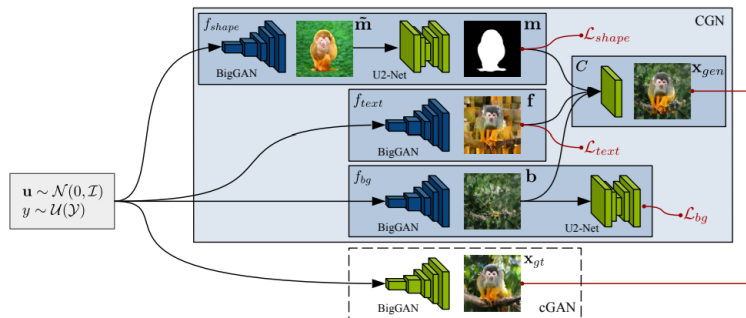 f_shape
m̃
m
CGN
L_shape
BigGAN
U2-Net
C
x_gen
f_text
f
BigGAN
L_text
f_bg
b
u ∼ N(0, I)
y ∼ U(Y)
BigGAN
U2-Net
L_bg
x_gt
BigGAN
cGAN